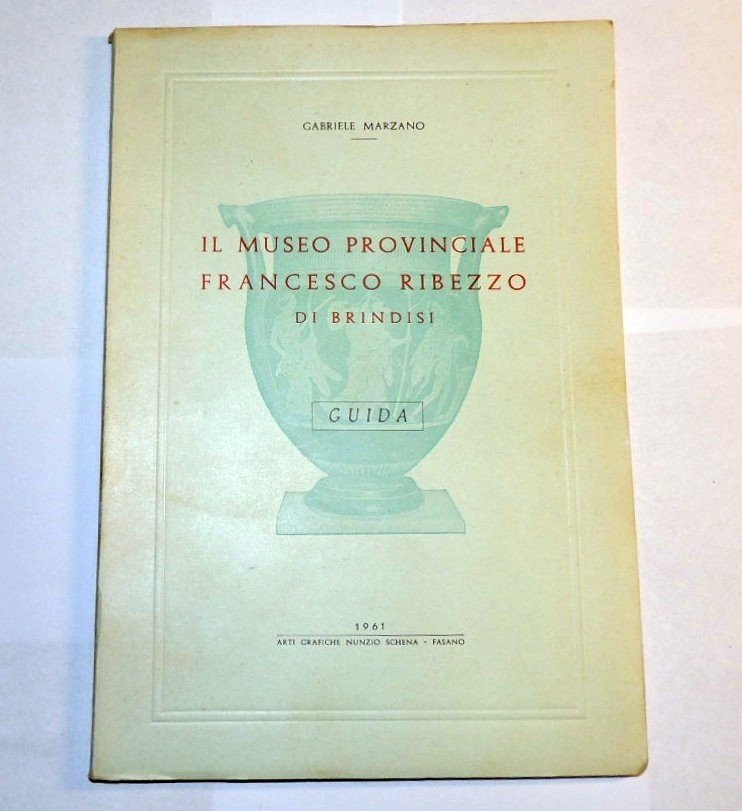 GABRIELE MARZANO
IL MUSEO PROVINCIALE
FRANCESCO RIBEZZO
DI BRINDISI
GUIDA
1961
ARTI GRAFICHE NUNZIO SCHENA - FASANO